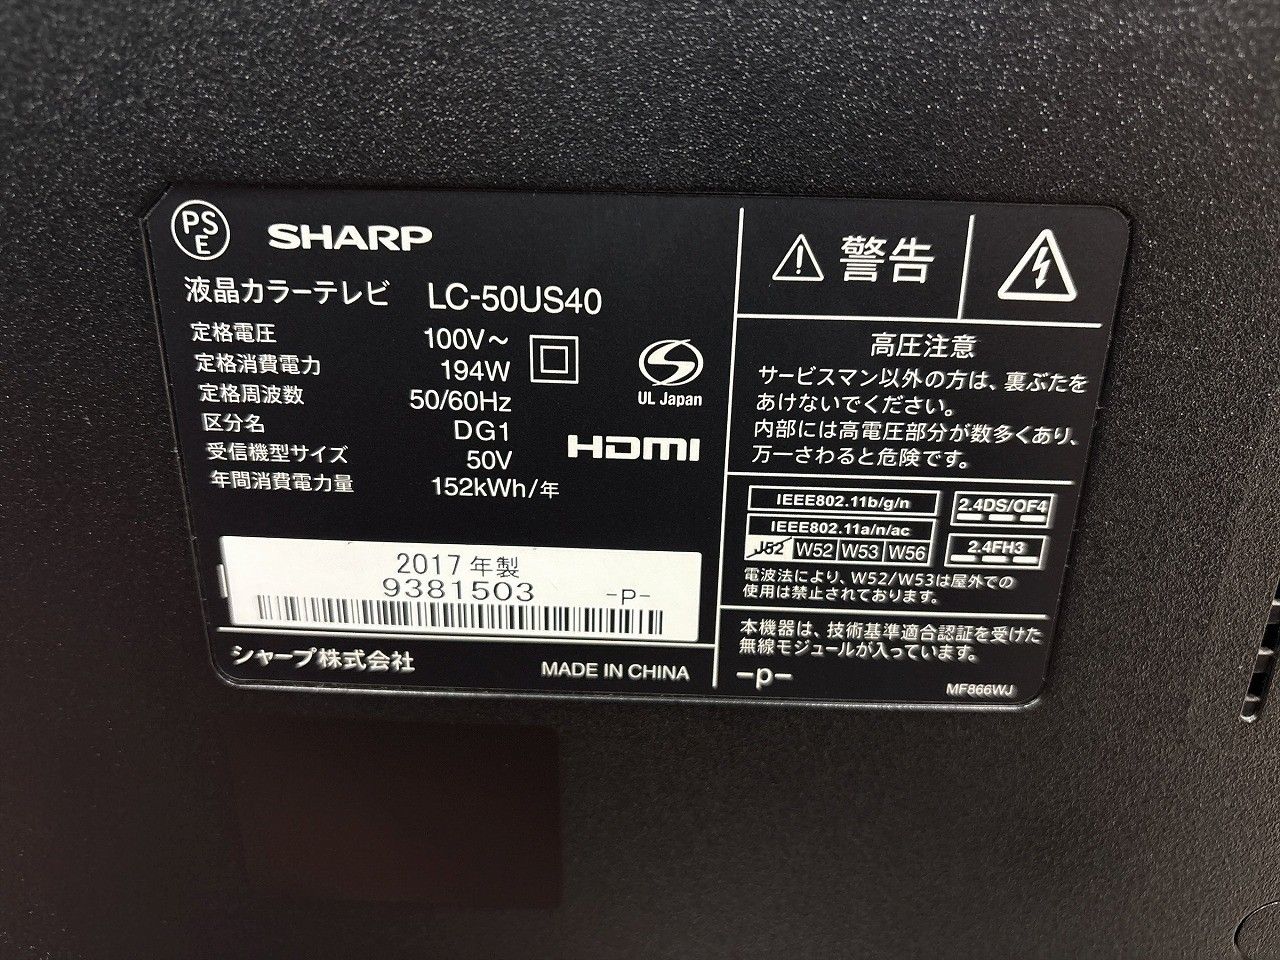 PS
E
SHARP
液晶カラーテレビ LC-50US40
定格電圧 100V～
定格消費電力 194W
定格周波数 50/60Hz
区分名 DG1
受信機型サイズ 50V
年間消費電力量 152kWh/年
S
UL Japan
HDMI
2017年製
9381503 -P-
シャープ株式会社 MADE IN CHINA
警告
高圧注意
サービスマン以外の方は、裏ぶたを
あけないでください。
内部には高電圧部分が数多くあり、
万一さわると危険です。
IEEE802.11b/g/n
IEEE802.11a/n/ac
J52 W52 W53 W56
2.4DS/OF4
2.4FH3
電波法により、W52/W53は屋外での
使用は禁止されております。
本機器は、技術基準適合認証を受けた
無線モジュールが入っています。
-p-
MF866WJ